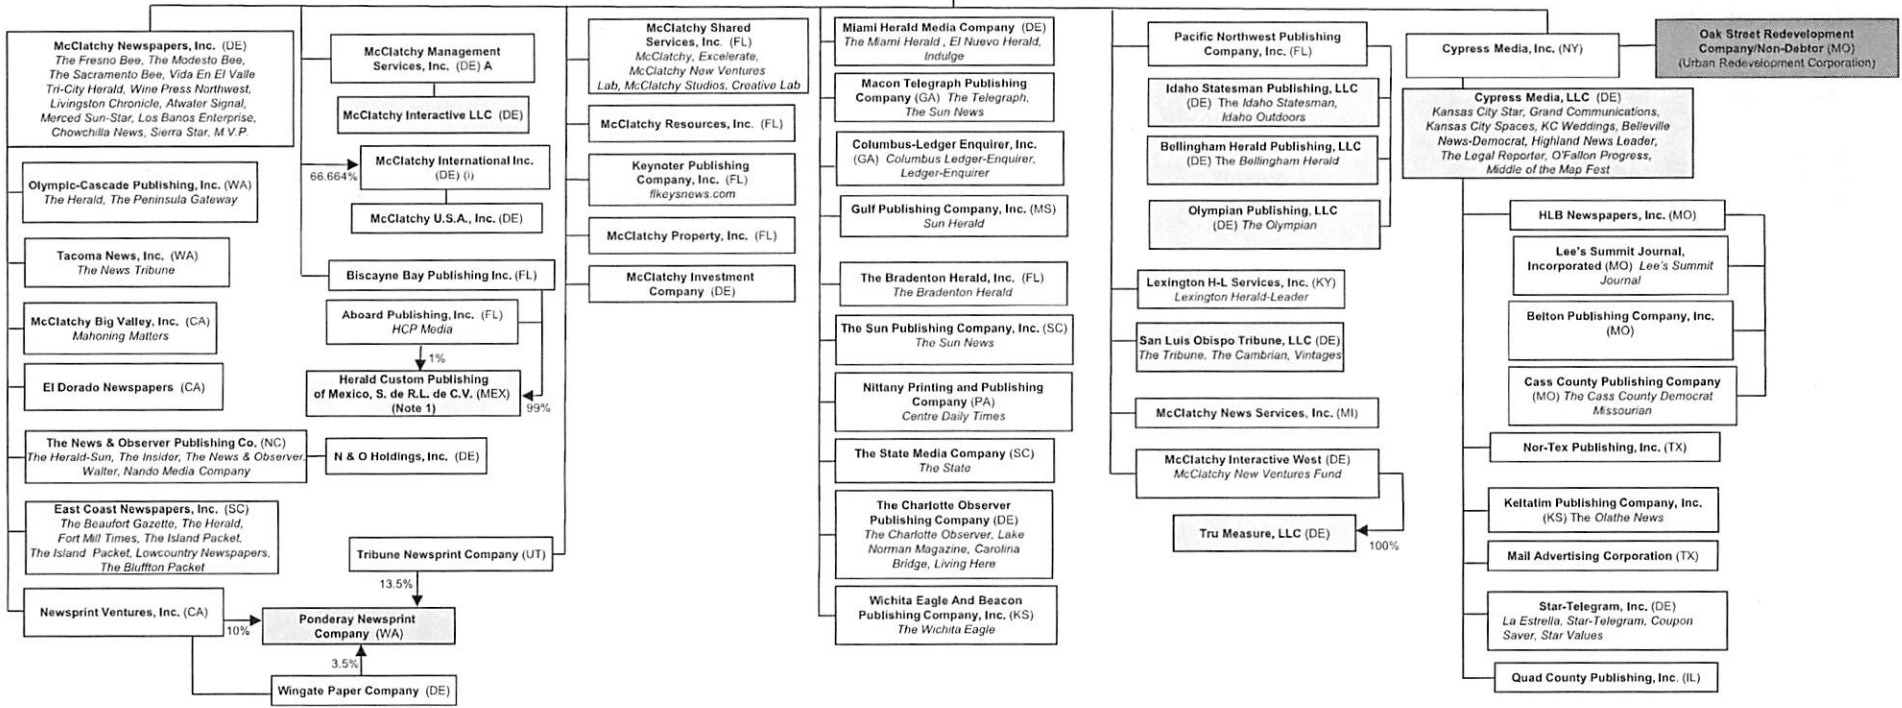 McClatchy Newspapers, Inc. (DE)
The Fresno Bee, The Modesto Bee,
The Sacramento Bee, Vida En El Valle
Tri-City Herald, Wine Press Northwest,
Livingston Chronicle, Atwater Signal,
Merced Sun-Star, Los Banos Enterprise,
Chowchilla News, Sierra Star, M.V.P.
Olympic-Cascade Publishing, Inc. (WA)
The Herald, The Peninsula Gateway
Tacoma News, Inc. (WA)
The News Tribune
McClatchy Big Valley, Inc. (CA)
Mahoning Matters
El Dorado Newspapers (CA)
The News & Observer Publishing Co. (NC)
The Herald-Sun, The Insider, The News & Observer,
Walter, Nando Media Company
N & O Holdings, Inc. (DE)
East Coast Newspapers, Inc. (SC)
The Beaufort Gazette, The Herald,
Fort Mill Times, The Island Packet,
The Island Packet, Lowcountry Newspapers,
The Bluffton Packet
Newsprint Ventures, Inc. (CA)
10%
Ponderay Newsprint
Company (WA)
3.5%
Wingate Paper Company (DE)
McClatchy Management
Services, Inc. (DE) A
McClatchy Interactive LLC (DE)
66.664%
McClatchy International Inc.
(DE) (i)
McClatchy U.S.A., Inc. (DE)
Biscayne Bay Publishing Inc. (FL)
Aboard Publishing, Inc. (FL)
HCP Media
1%
Herald Custom Publishing
of Mexico, S. de R.L. de C.V. (MEX)
(Note 1)
99%
Tribune Newsprint Company (UT)
13.5%
McClatchy Shared
Services, Inc. (FL)
McClatchy, Excelerate,
McClatchy New Ventures
Lab, McClatchy Studios, Creative Lab
McClatchy Resources, Inc. (FL)
Keynoter Publishing
Company, Inc. (FL)
flkeysnews.com
McClatchy Property, Inc. (FL)
McClatchy Investment
Company (DE)
Miami Herald Media Company (DE)
The Miami Herald , El Nuevo Herald,
Indulge
Macon Telegraph Publishing
Company (GA) The Telegraph,
The Sun News
Columbus-Ledger Enquirer, Inc.
(GA) Columbus Ledger-Enquirer,
Ledger-Enquirer
Gulf Publishing Company, Inc. (MS)
Sun Herald
The Bradenton Herald, Inc. (FL)
The Bradenton Herald
The Sun Publishing Company, Inc. (SC)
The Sun News
Nittany Printing and Publishing
Company (PA)
Centre Daily Times
The State Media Company (SC)
The State
The Charlotte Observer
Publishing Company (DE)
The Charlotte Observer, Lake
Norman Magazine, Carolina
Bridge, Living Here
Wichita Eagle And Beacon
Publishing Company, Inc. (KS)
The Wichita Eagle
Pacific Northwest Publishing
Company, Inc. (FL)
Idaho Statesman Publishing, LLC
(DE) The Idaho Statesman,
Idaho Outdoors
Bellingham Herald Publishing, LLC
(DE) The Bellingham Herald
Olympian Publishing, LLC
(DE) The Olympian
Lexington H-L Services, Inc. (KY)
Lexington Herald-Leader
San Luis Obispo Tribune, LLC (DE)
The Tribune, The Cambrian, Vintages
McClatchy News Services, Inc. (MI)
McClatchy Interactive West (DE)
McClatchy New Ventures Fund
Tru Measure, LLC (DE)
100%
Cypress Media, Inc. (NY)
Oak Street Redevelopment
Company/Non-Debtor (MO)
(Urban Redevelopment Corporation)
Cypress Media, LLC (DE)
Kansas City Star, Grand Communications,
Kansas City Spaces, KC Weddings, Belleville
News-Democrat, Highland News Leader,
The Legal Reporter, O'Fallon Progress,
Middle of the Map Fest
HLB Newspapers, Inc. (MO)
Lee's Summit Journal,
Incorporated (MO) Lee's Summit
Journal
Belton Publishing Company, Inc.
(MO)
Cass County Publishing Company
(MO) The Cass County Democrat
Missourian
Nor-Tex Publishing, Inc. (TX)
Keltatim Publishing Company, Inc.
(KS) The Olathe News
Mail Advertising Corporation (TX)
Star-Telegram, Inc. (DE)
La Estrella, Star-Telegram, Coupon
Saver, Star Values
Quad County Publishing, Inc. (IL)